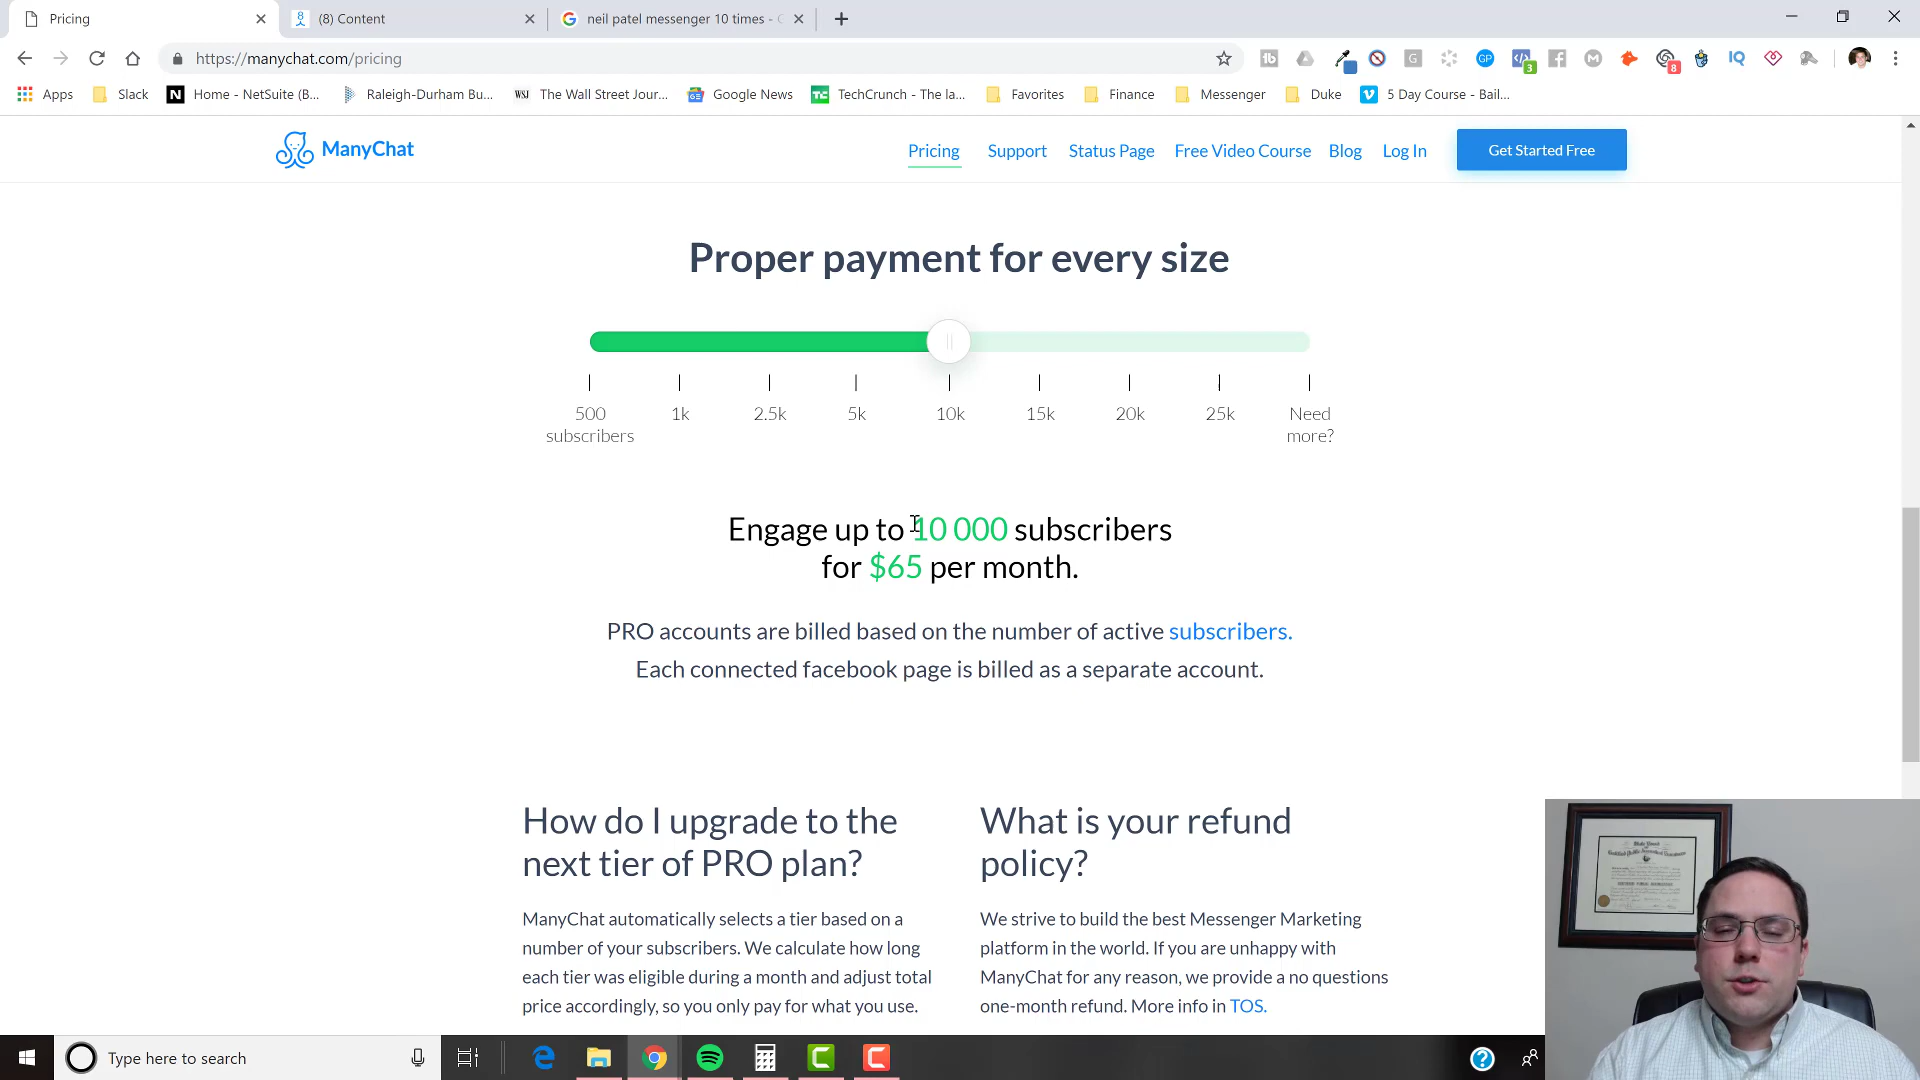 Pricing
(8) Content
neil patel messenger 10 times -
https://manychat.com/pricing
Apps
Slack
Home - NetSuite (B...
Raleigh-Durham Bu...
The Wall Street Jour...
Google News
TechCrunch - The la...
Favorites
Finance
Messenger
Duke
5 Day Course - Bail...
ManyChat
Pricing
Support
Status Page
Free Video Course
Blog
Log In
Get Started Free
Proper payment for every size
500
subscribers
1k
2.5k
5k
10k
15k
20k
25k
Need
more?
Engage up to 10 000 subscribers
for $65 per month.
PRO accounts are billed based on the number of active subscribers.
Each connected facebook page is billed as a separate account.
How do I upgrade to the
next tier of PRO plan?
ManyChat automatically selects a tier based on a
number of your subscribers. We calculate how long
each tier was eligible during a month and adjust total
price accordingly, so you only pay for what you use.
What is your refund
policy?
We strive to build the best Messenger Marketing
platform in the world. If you are unhappy with
ManyChat for any reason, we provide a no questions
one-month refund. More info in TOS.
Type here to search